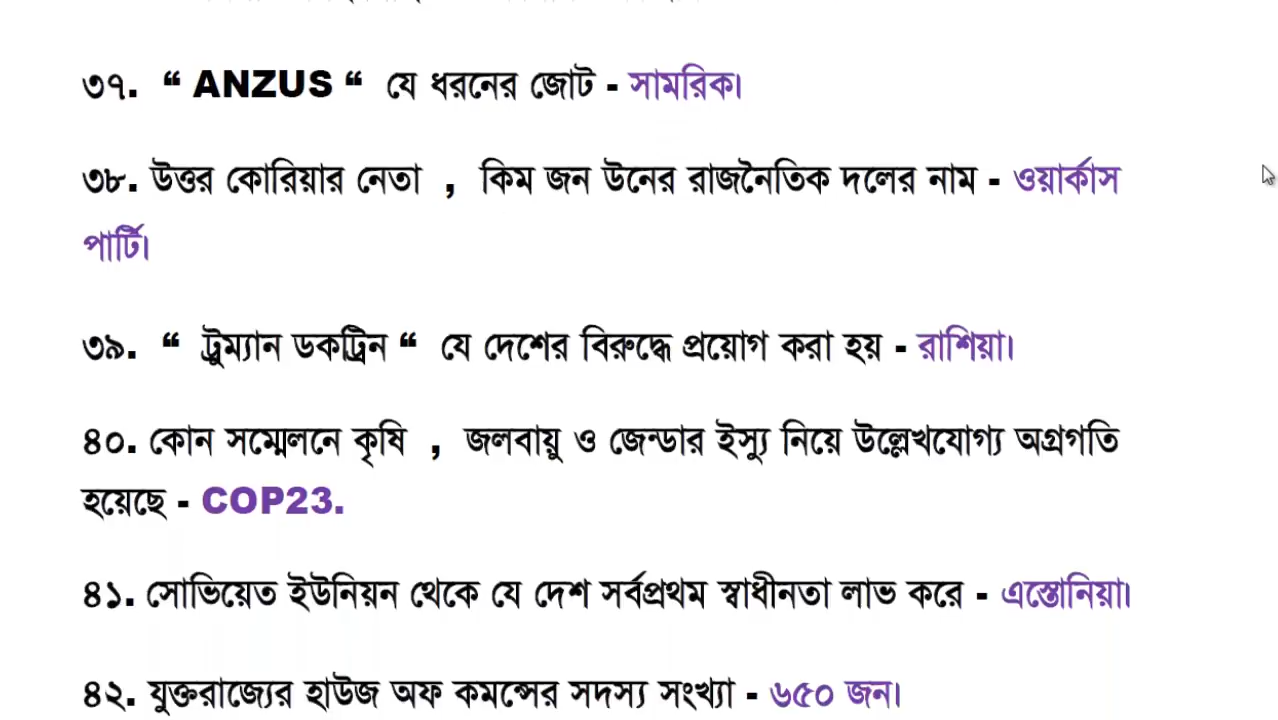 ৩৭. “ ANZUS “ যে ধরনের জোট - সামরিক।
৩৮. উত্তর কোরিয়ার নেতা , কিম জন উনের রাজনৈতিক দলের নাম - ওয়ার্কাস
পার্টি।
৩৯. “ ট্রুম্যান ডকট্রিন “ যে দেশের বিরুদ্ধে প্রয়োগ করা হয় - রাশিয়া।
৪০. কোন সম্মেলনে কৃষি , জলবায়ু ও জেন্ডার ইস্যু নিয়ে উল্লেখযোগ্য অগ্রগতি
হয়েছে - COP23.
৪১. সোভিয়েত ইউনিয়ন থেকে যে দেশ সর্বপ্রথম স্বাধীনতা লাভ করে - এস্তোনিয়া।
৪২. যুক্তরাজ্যের হাউজ অফ কমন্সের সদস্য সংখ্যা - ৬৫০ জন।